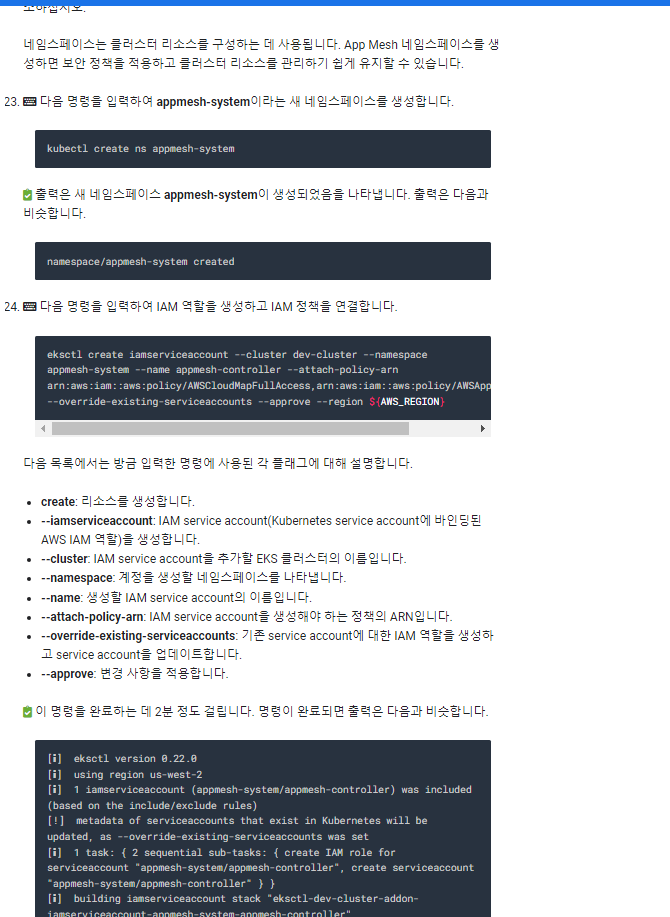 소하십시오.
네임스페이스는 클러스터 리소스를 구성하는 데 사용됩니다. App Mesh 네임스페이스를 생
성하면 보안 정책을 적용하고 클러스터 리소스를 관리하기 쉽게 유지할 수 있습니다.
23. 다음 명령을 입력하여 appmesh-system이라는 새 네임스페이스를 생성합니다.
kubectl create ns appmesh-system
출력은 새 네임스페이스 appmesh-system이 생성되었음을 나타냅니다. 출력은 다음과
비슷합니다.
namespace/appmesh-system created
24. 다음 명령을 입력하여 IAM 역할을 생성하고 IAM 정책을 연결합니다.
eksctl create iamserviceaccount --cluster dev-cluster --namespace
appmesh-system --name appmesh-controller --attach-policy-arn
arn:aws:iam::aws:policy/AWSCloudMapFullAccess,arn:aws:iam::aws:policy/AWSApp
--override-existing-serviceaccounts --approve --region ${AWS_REGION}
다음 목록에서는 방금 입력한 명령에 사용된 각 플래그에 대해 설명합니다.
• create: 리소스를 생성합니다.
• --iamserviceaccount: IAM service account(Kubernetes service account에 바인딩된
AWS IAM 역할)을 생성합니다.
• --cluster: IAM service account을 추가할 EKS 클러스터의 이름입니다.
• --namespace: 계정을 생성할 네임스페이스를 나타냅니다.
• --name: 생성할 IAM service account의 이름입니다.
• --attach-policy-arn: IAM service account을 생성해야 하는 정책의 ARN입니다.
• --override-existing-serviceaccounts: 기존 service account에 대한 IAM 역할을 생성하
고 service account을 업데이트합니다.
• --approve: 변경 사항을 적용합니다.
이 명령을 완료하는 데 2분 정도 걸립니다. 명령이 완료되면 출력은 다음과 비슷합니다.
[i]  eksctl version 0.22.0
[i]  using region us-west-2
[i]  1 iamserviceaccount (appmesh-system/appmesh-controller) was included
(based on the include/exclude rules)
[!]  metadata of serviceaccounts that exist in Kubernetes will be
updated, as --override-existing-serviceaccounts was set
[i]  1 task: { 2 sequential sub-tasks: { create IAM role for
serviceaccount "appmesh-system/appmesh-controller", create serviceaccount
"appmesh-system/appmesh-controller" } }
[i]  building iamserviceaccount stack "eksctl-dev-cluster-addon-
iamserviceaccount-appmesh-system-appmesh-controller"